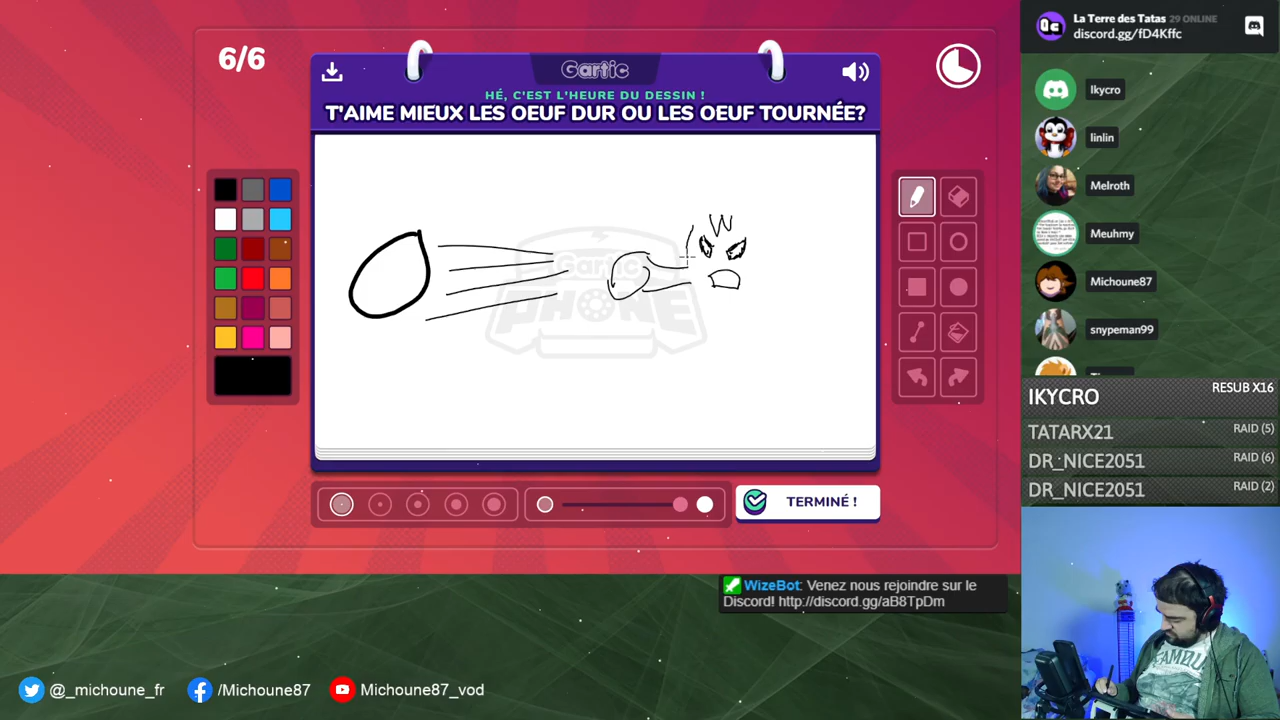 6/6
Gartic
HÉ, C'EST L'HEURE DU DESSIN !
T'AIME MIEUX LES OEUF DUR OU LES OEUF TOURNÉE?
Gartic
PHONE
TERMINÉ !
La Terre des Tatas 29 ONLINE
discord.gg/fD4Kffc
Ikycro
linlin
Melroth
Meuhmy
Michoune87
snypeman99
IKYCRO RESUB X16
TATARX21 RAID (5)
DR_NICE2051 RAID (6)
DR_NICE2051 RAID (2)
WizeBot: Venez nous rejoindre sur le
Discord! http://discord.gg/aB8TpDm
@_michoune_fr
/Michoune87
Michoune87_vod